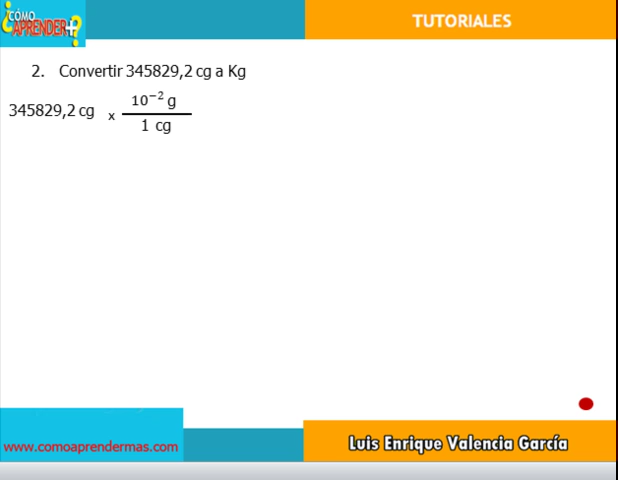 ¿CÓMO
APRENDER+?
TUTORIALES
2. Convertir 345829,2 cg a Kg
345829,2 cg x 10⁻² g
1 cg
www.comoaprendermas.com
Luis Enrique Valencia García